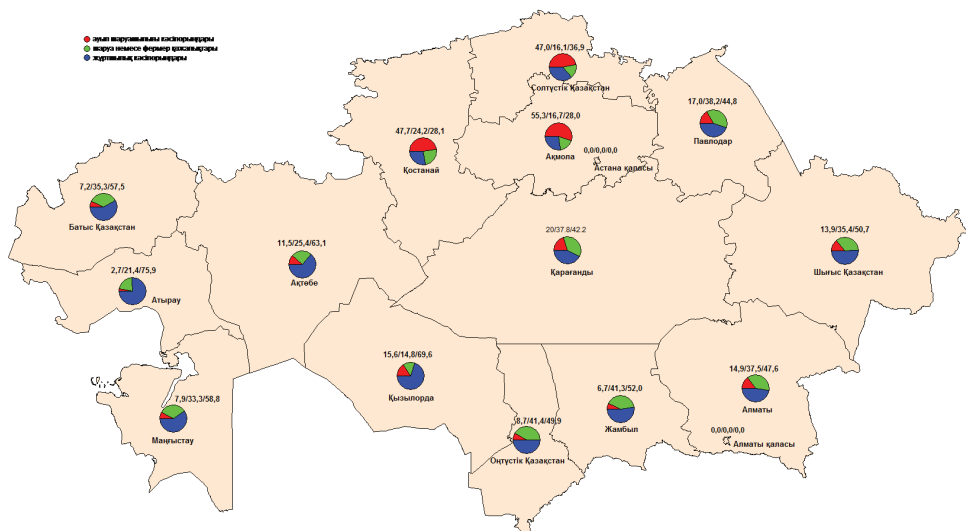 ауыл шаруашылығы кәсіпорындары
шаруа немесе фермер қожалықтары
жұртшылық кәсіпорындары
47,0/16,1/36,9
Солтүстік Қазақстан
55,3/16,7/28,0
Ақмола
0,0/0,0/0,0
Астана қаласы
17,0/38,2/44,8
Павлодар
47,7/24,2/28,1
Қостанай
7,2/35,3/57,5
Батыс Қазақстан
11,5/25,4/63,1
Ақтөбе
20/37.8/42.2
Қарағанды
13,9/35,4/50,7
Шығыс Қазақстан
2,7/21,4/75,9
Атырау
15,6/14,8/69,6
Қызылорда
7,9/33,3/58,8
Маңғыстау
8,7/41,4/49,9
Оңтүстік Қазақстан
6,7/41,3/52,0
Жамбыл
14,9/37,5/47,6
Алматы
0,0/0,0/0,0
Алматы қаласы